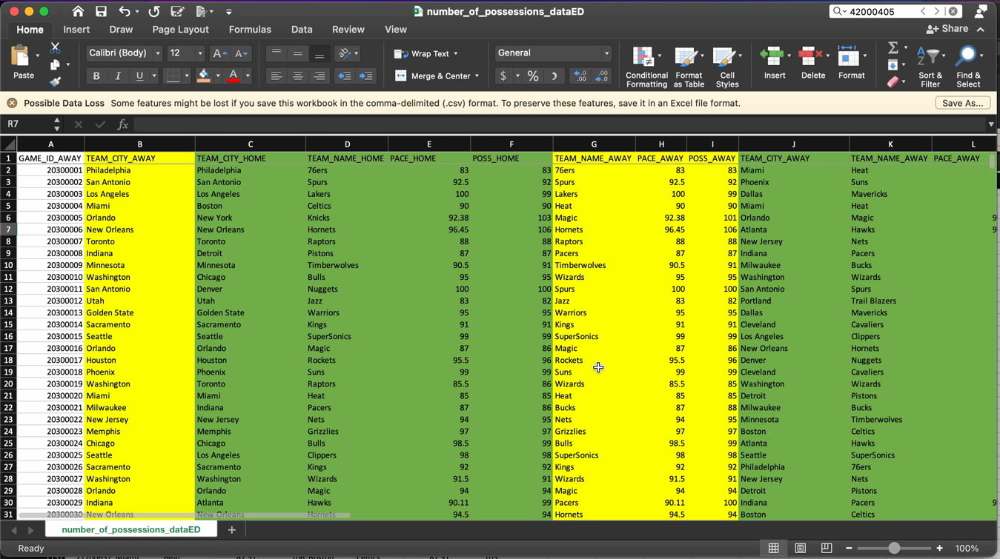 number_of_possessions_dataED
42000405
Home Insert Draw Page Layout Formulas Data Review View
Share
Paste
Calibri (Body) 12
Wrap Text
General
Merge & Center
Conditional Formatting
Format as Table
Cell Styles
Insert Delete Format
Sort & Filter
Find & Select
Possible Data Loss Some features might be lost if you save this workbook in the comma-delimited (.csv) format. To preserve these features, save it in an Excel file format. Save As...
R7 fx
A B C D E F G H I J K L
1 GAME_ID_AWAY TEAM_CITY_AWAY TEAM_CITY_HOME TEAM_NAME_HOME PACE_HOME POSS_HOME TEAM_NAME_AWAY PACE_AWAY POSS_AWAY TEAM_CITY_AWAY TEAM_NAME_AWAY PACE_AWAY
2 20300001 Philadelphia Philadelphia 76ers 83 83 76ers 83 83 Miami Heat
3 20300002 San Antonio San Antonio Spurs 92.5 92 Spurs 92.5 92 Phoenix Suns
4 20300003 Los Angeles Los Angeles Lakers 100 99 Lakers 100 99 Dallas Mavericks
5 20300004 Miami Boston Celtics 90 90 Heat 90 90 Miami Heat
6 20300005 Orlando New York Knicks 92.38 103 Magic 92.38 101 Orlando Magic 9
7 20300006 New Orleans New Orleans Hornets 96.45 106 Hornets 96.45 106 Atlanta Hawks 9
8 20300007 Toronto Toronto Raptors 88 88 Raptors 88 88 New Jersey Nets
9 20300008 Indiana Detroit Pistons 87 87 Pacers 87 87 Indiana Pacers
10 20300009 Minnesota Minnesota Timberwolves 90.5 91 Timberwolves 90.5 91 Milwaukee Bucks
11 20300010 Washington Chicago Bulls 95 95 Wizards 95 95 Washington Wizards
12 20300011 San Antonio Denver Nuggets 100 100 Spurs 100 100 San Antonio Spurs
13 20300012 Utah Utah Jazz 83 82 Jazz 83 82 Portland Trail Blazers
14 20300013 Golden State Golden State Warriors 95 95 Warriors 95 95 Dallas Mavericks
15 20300014 Sacramento Sacramento Kings 91 91 Kings 91 91 Cleveland Cavaliers
16 20300015 Seattle Seattle SuperSonics 99 99 SuperSonics 99 99 Los Angeles Clippers
17 20300016 Orlando Orlando Magic 87 86 Magic 87 86 New Orleans Hornets
18 20300017 Houston Houston Rockets 95.5 96 Rockets 95.5 96 Denver Nuggets
19 20300018 Phoenix Phoenix Suns 99 99 Suns 99 99 Cleveland Cavaliers
20 20300019 Washington Toronto Raptors 85.5 86 Wizards 85.5 85 Washington Wizards
21 20300020 Miami Miami Heat 85 85 Heat 85 85 Detroit Pistons
22 20300021 Milwaukee Indiana Pacers 87 86 Bucks 87 88 Milwaukee Bucks
23 20300022 New Jersey New Jersey Nets 94 95 Nets 94 95 Minnesota Timberwolves
24 20300023 Memphis Memphis Grizzlies 97 97 Grizzlies 97 97 Boston Celtics
25 20300024 Chicago Chicago Bulls 98.5 99 Bulls 98.5 99 Atlanta Hawks
26 20300025 Seattle Los Angeles Clippers 98 98 SuperSonics 98 98 Seattle SuperSonics
27 20300026 Sacramento Sacramento Kings 92 92 Kings 92 92 Philadelphia 76ers
28 20300027 Washington Washington Wizards 91.5 91 Wizards 91.5 91 New Jersey Nets
29 20300028 Orlando Orlando Magic 94 94 Magic 94 94 Detroit Pistons
30 20300029 Indiana Atlanta Hawks 90.11 99 Pacers 90.11 100 Indiana Pacers 9
31 20300030 New Orleans New Orleans Hornets 94.5 94 Hornets 94.5 94 Boston Celtics
number_of_possessions_dataED
Ready 100%